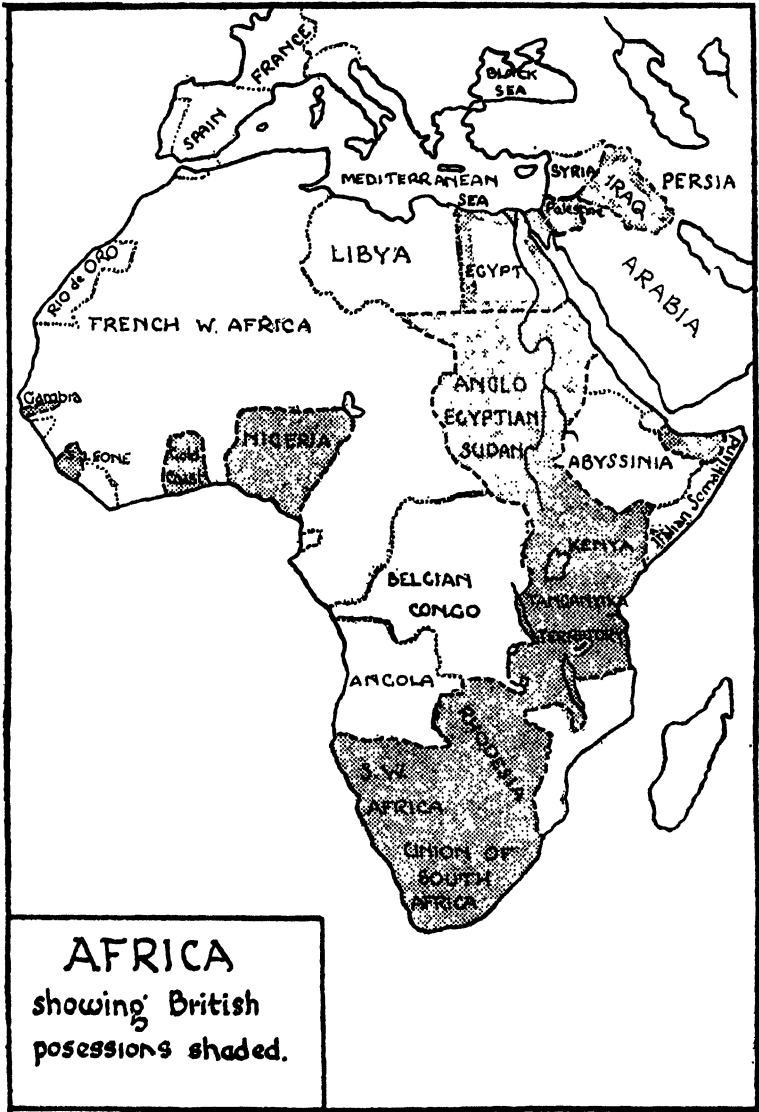 FRANCE
SPAIN
BLACK
SEA
MEDITERRANEAN
SEA
SYRIA
IRAQ
PERSIA
Palestine
LIBYA
EGYPT
ARABIA
RIO de ORO
FRENCH W. AFRICA
ANGLO
EGYPTIAN
SUDAN
Gambra
S. LEONE
Gold
Coast
NIGERIA
ABYSSINIA
Italian Somaliland
KENYA
BELGIAN
CONGO
TANGANYIKA
TERRITORY
ANGOLA
RHODESIA
S. W.
AFRICA
UNION OF
SOUTH
AFRICA
AFRICA
showing British
posessions shaded.